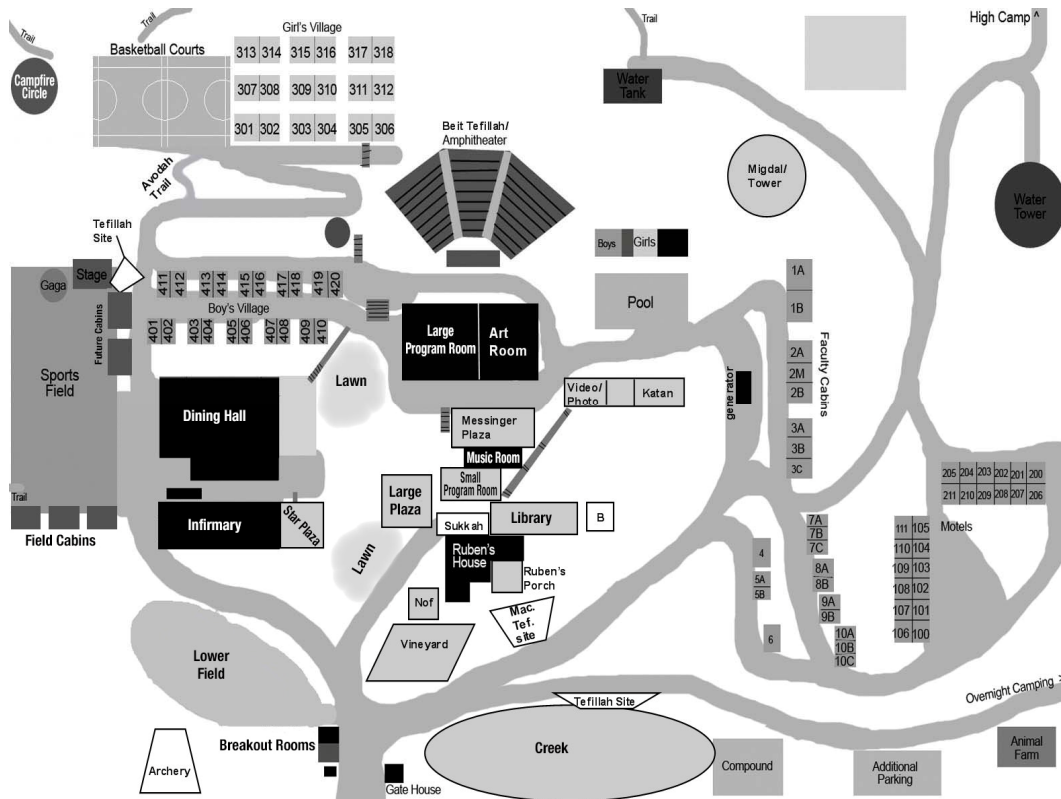 Trail
Trail
Girl's Village
Trail
High Camp ^
Basketball Courts
313 314 315 316 317 318
Campfire
Circle
Water
Tank
307 308 309 310 311 312
301 302 303 304 305 306
Beit Tefillah/
Amphitheater
Avodah
Trail
Migdal/
Tower
Water
Tower
Tefillah
Site
Boys
Girls
Stage
Gaga
411 412 413 414 415 416 417 418 419 420
Pool
1A
1B
Boy's Village
Future Cabins
401 402 403 404 405 406 407 408 409 410
Large
Program Room
Art
Room
Faculty Cabins
2A
2M
2B
Sports
Field
Lawn
Video/
Photo
Katan
generator
Dining Hall
Messinger
Plaza
3A
3B
3C
Music Room
Small
Program Room
205 204 203 202 201 200
211 210 209 208 207 206
Trail
Large
Plaza
Infirmary
Star Plaza
Field Cabins
Sukkah
Library
B
7A
7B
7C
111 105
Motels
110 104
109 103
108 102
107 101
106 100
Lawn
Ruben's
House
Ruben's
Porch
4
5A
5B
8A
8B
Nof
Mac.
Tef.
site
9A
9B
6
10A
10B
10C
Vineyard
Lower
Field
Overnight Camping >
Tefillah Site
Breakout Rooms
Creek
Animal
Farm
Archery
Gate House
Compound
Additional
Parking